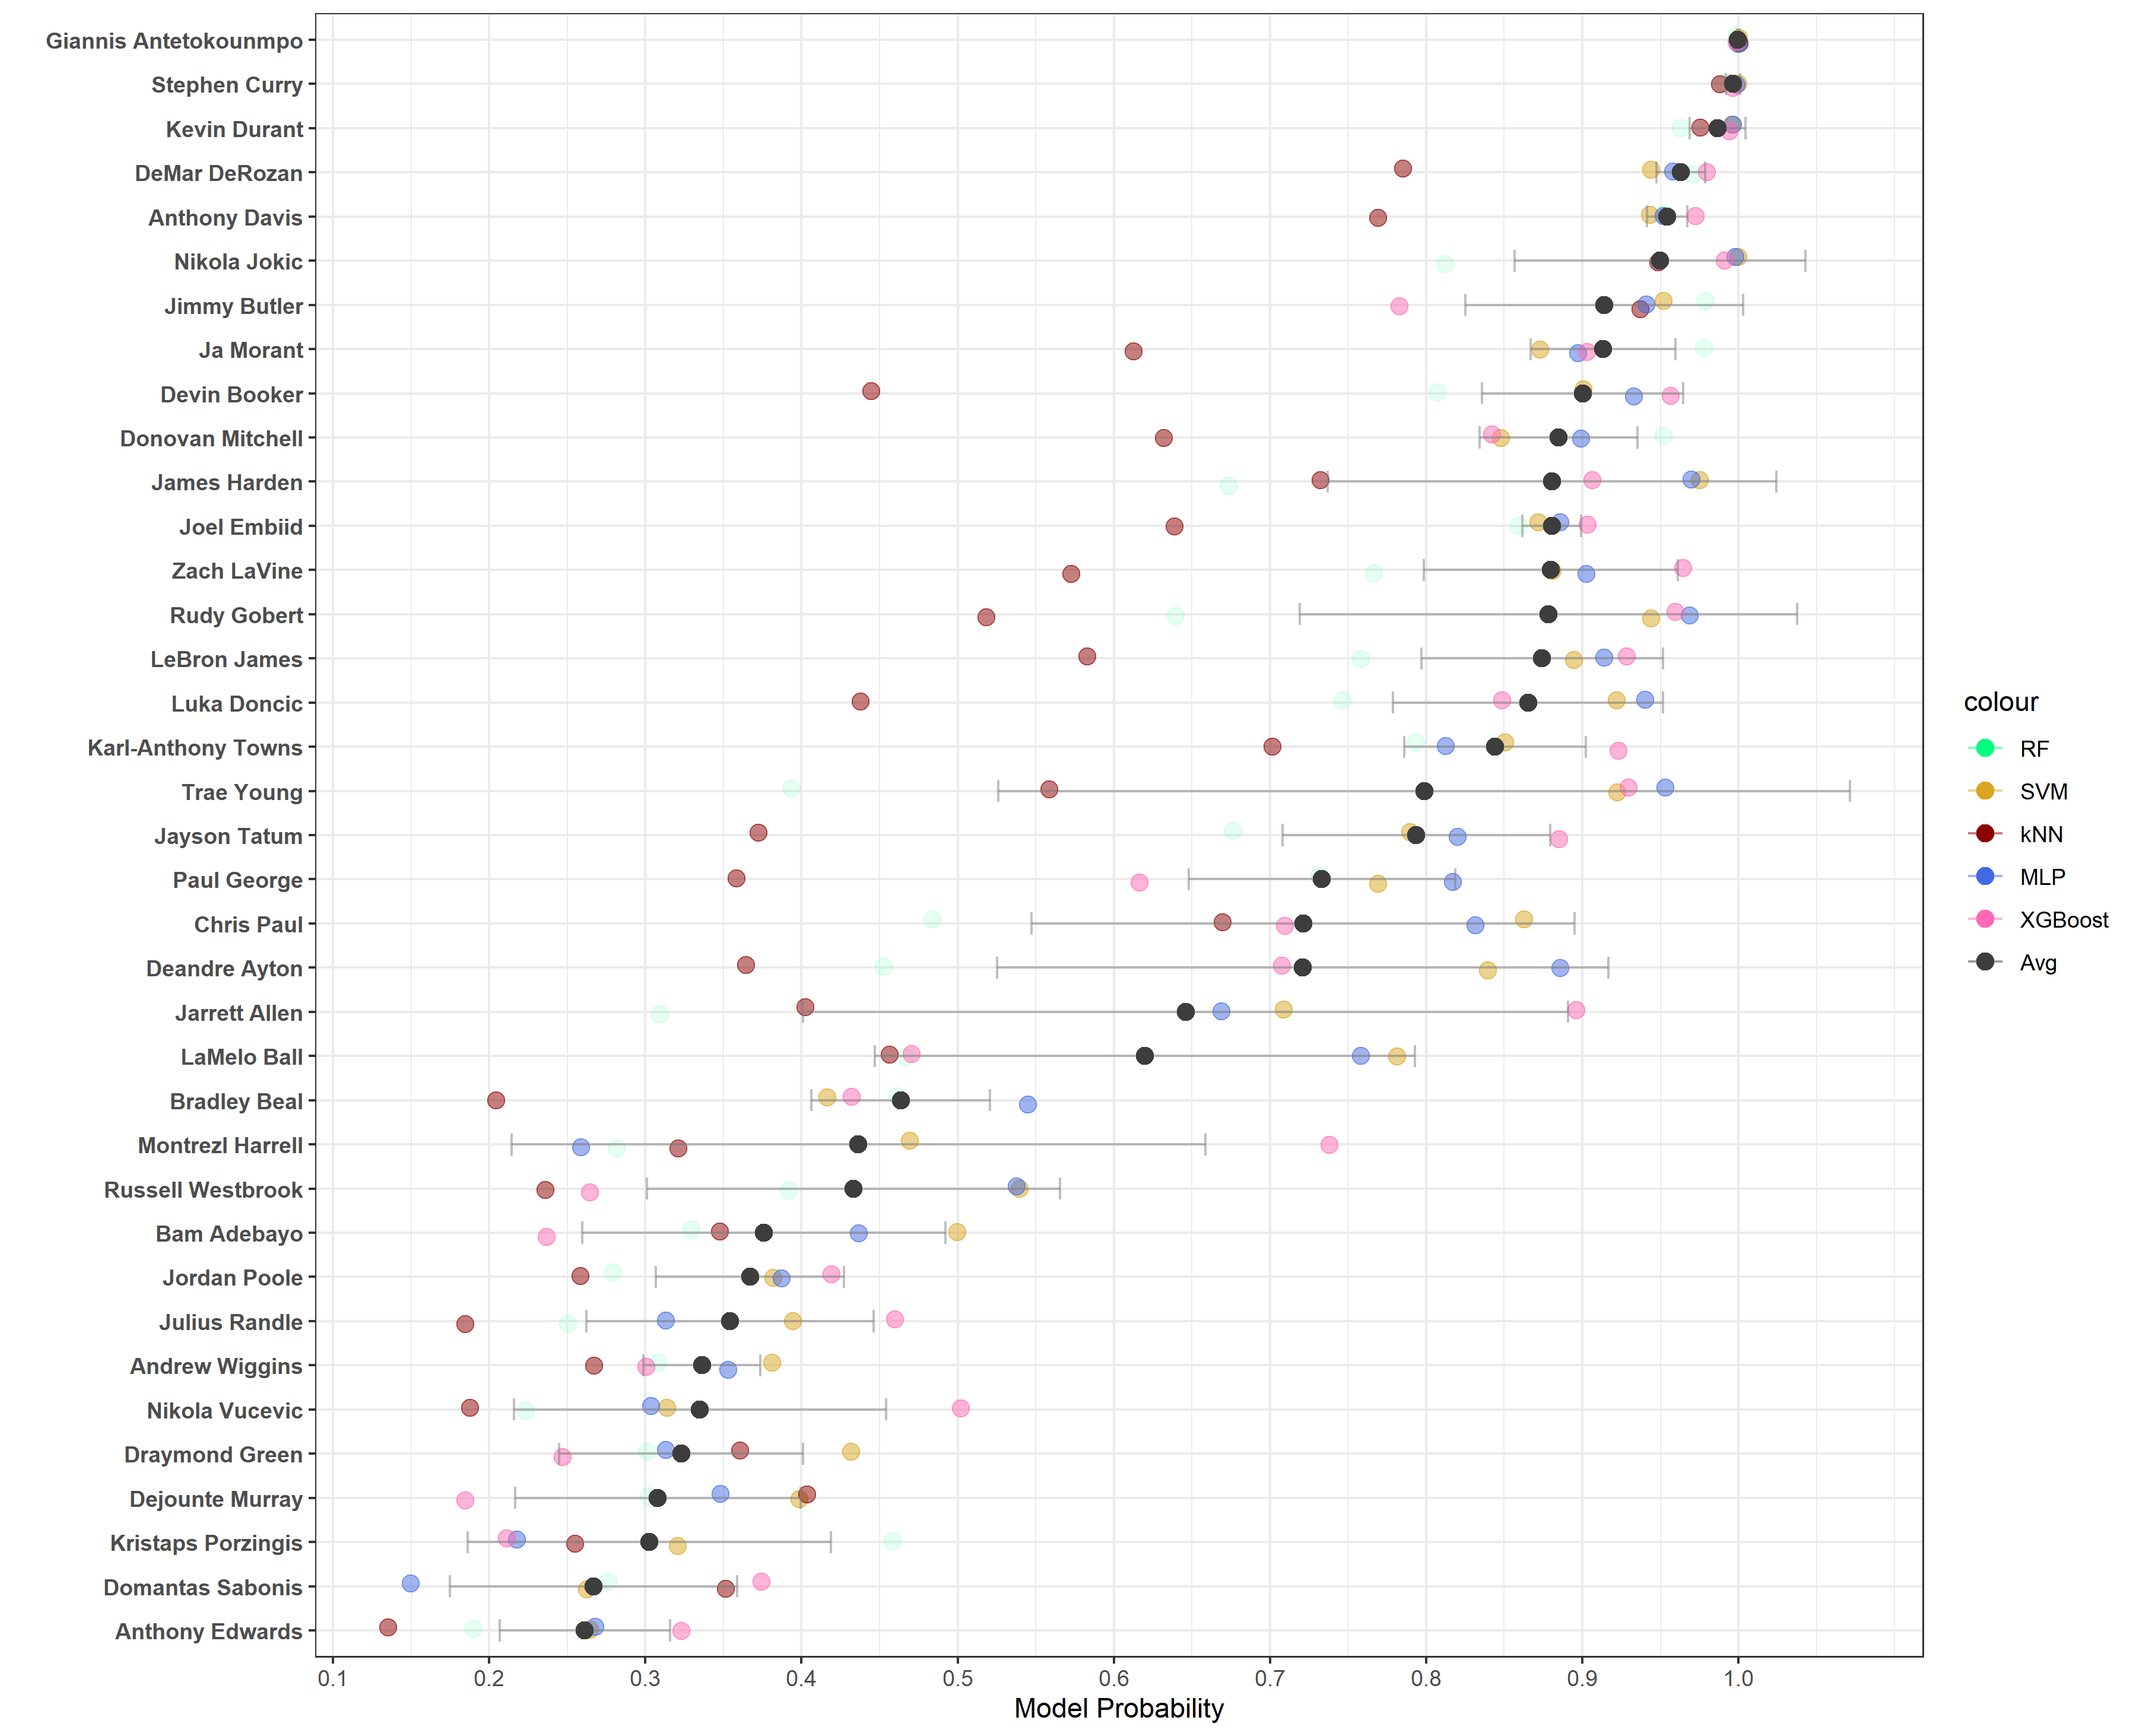 Giannis Antetokounmpo
Stephen Curry
Kevin Durant
DeMar DeRozan
Anthony Davis
Nikola Jokic
Jimmy Butler
Ja Morant
Devin Booker
Donovan Mitchell
James Harden
Joel Embiid
Zach LaVine
Rudy Gobert
LeBron James
Luka Doncic
Karl-Anthony Towns
Trae Young
Jayson Tatum
Paul George
Chris Paul
Deandre Ayton
Jarrett Allen
LaMelo Ball
Bradley Beal
Montrezl Harrell
Russell Westbrook
Bam Adebayo
Jordan Poole
Julius Randle
Andrew Wiggins
Nikola Vucevic
Draymond Green
Dejounte Murray
Kristaps Porzingis
Domantas Sabonis
Anthony Edwards
0.1 0.2 0.3 0.4 0.5 0.6 0.7 0.8 0.9 1.0
Model Probability
colour
RF
SVM
kNN
MLP
XGBoost
Avg